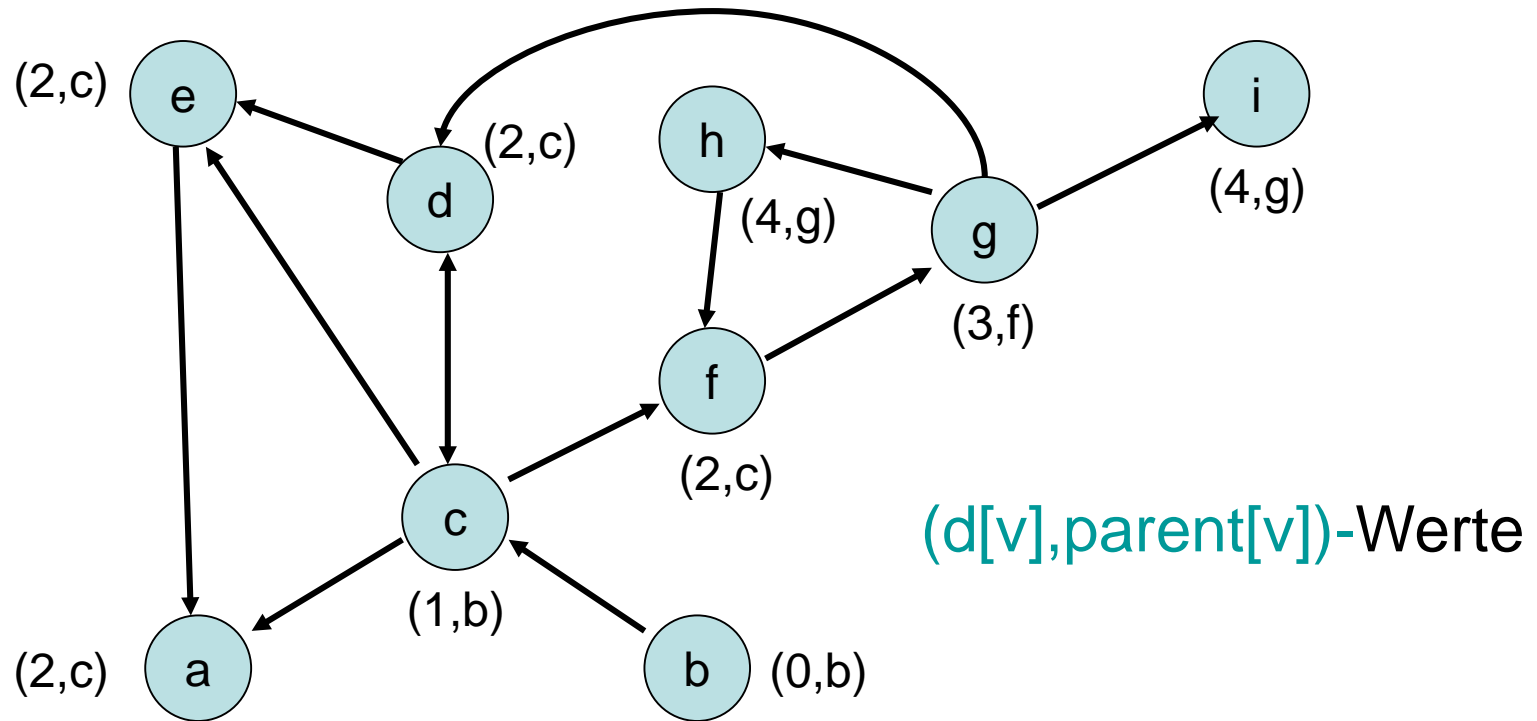 (2,c)
e
i
h
(2,c)
d
(4,g)
(4,g)
g
(3,f)
f
(2,c)
c
(d[v],parent[v])-Werte
(1,b)
(2,c)
a
b
(0,b)